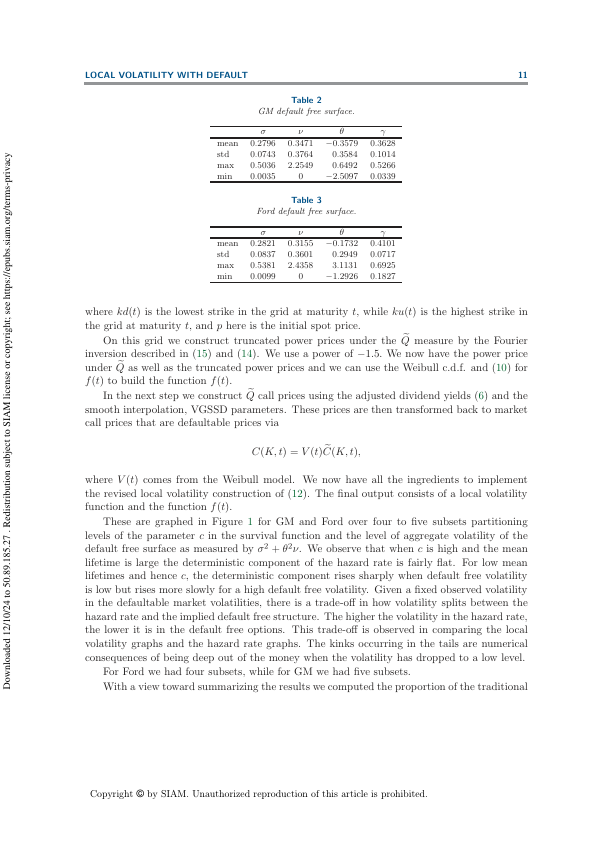 LOCAL VOLATILITY WITH DEFAULT 11
Table 2
GM default free surface.
σ ν θ γ
mean 0.2796 0.3471 −0.3579 0.3628
std 0.0743 0.3764 0.3584 0.1014
max 0.5036 2.2549 0.6492 0.5266
min 0.0035 0 −2.5097 0.0339
Table 3
Ford default free surface.
σ ν θ γ
mean 0.2821 0.3155 −0.1732 0.4101
std 0.0837 0.3601 0.2949 0.0717
max 0.5381 2.4358 3.1131 0.6925
min 0.0099 0 −1.2926 0.1827
where kd(t) is the lowest strike in the grid at maturity t, while ku(t) is the highest strike in
the grid at maturity t, and p here is the initial spot price.
On this grid we construct truncated power prices under the Q̃ measure by the Fourier
inversion described in (15) and (14). We use a power of −1.5. We now have the power price
under Q̃ as well as the truncated power prices and we can use the Weibull c.d.f. and (10) for
f(t) to build the function f(t).
In the next step we construct Q̃ call prices using the adjusted dividend yields (6) and the
smooth interpolation, VGSSD parameters. These prices are then transformed back to market
call prices that are defaultable prices via
C(K, t) = V(t)C̃(K, t),
where V(t) comes from the Weibull model. We now have all the ingredients to implement
the revised local volatility construction of (12). The final output consists of a local volatility
function and the function f(t).
These are graphed in Figure 1 for GM and Ford over four to five subsets partitioning
levels of the parameter c in the survival function and the level of aggregate volatility of the
default free surface as measured by σ² + θ²ν. We observe that when c is high and the mean
lifetime is large the deterministic component of the hazard rate is fairly flat. For low mean
lifetimes and hence c, the deterministic component rises sharply when default free volatility
is low but rises more slowly for a high default free volatility. Given a fixed observed volatility
in the defaultable market volatilities, there is a trade-off in how volatility splits between the
hazard rate and the implied default free structure. The higher the volatility in the hazard rate,
the lower it is in the default free options. This trade-off is observed in comparing the local
volatility graphs and the hazard rate graphs. The kinks occurring in the tails are numerical
consequences of being deep out of the money when the volatility has dropped to a low level.
For Ford we had four subsets, while for GM we had five subsets.
With a view toward summarizing the results we computed the proportion of the traditional
Copyright © by SIAM. Unauthorized reproduction of this article is prohibited.
Downloaded 12/10/24 to 50.89.185.27 . Redistribution subject to SIAM license or copyright; see https://epubs.siam.org/terms-privacy